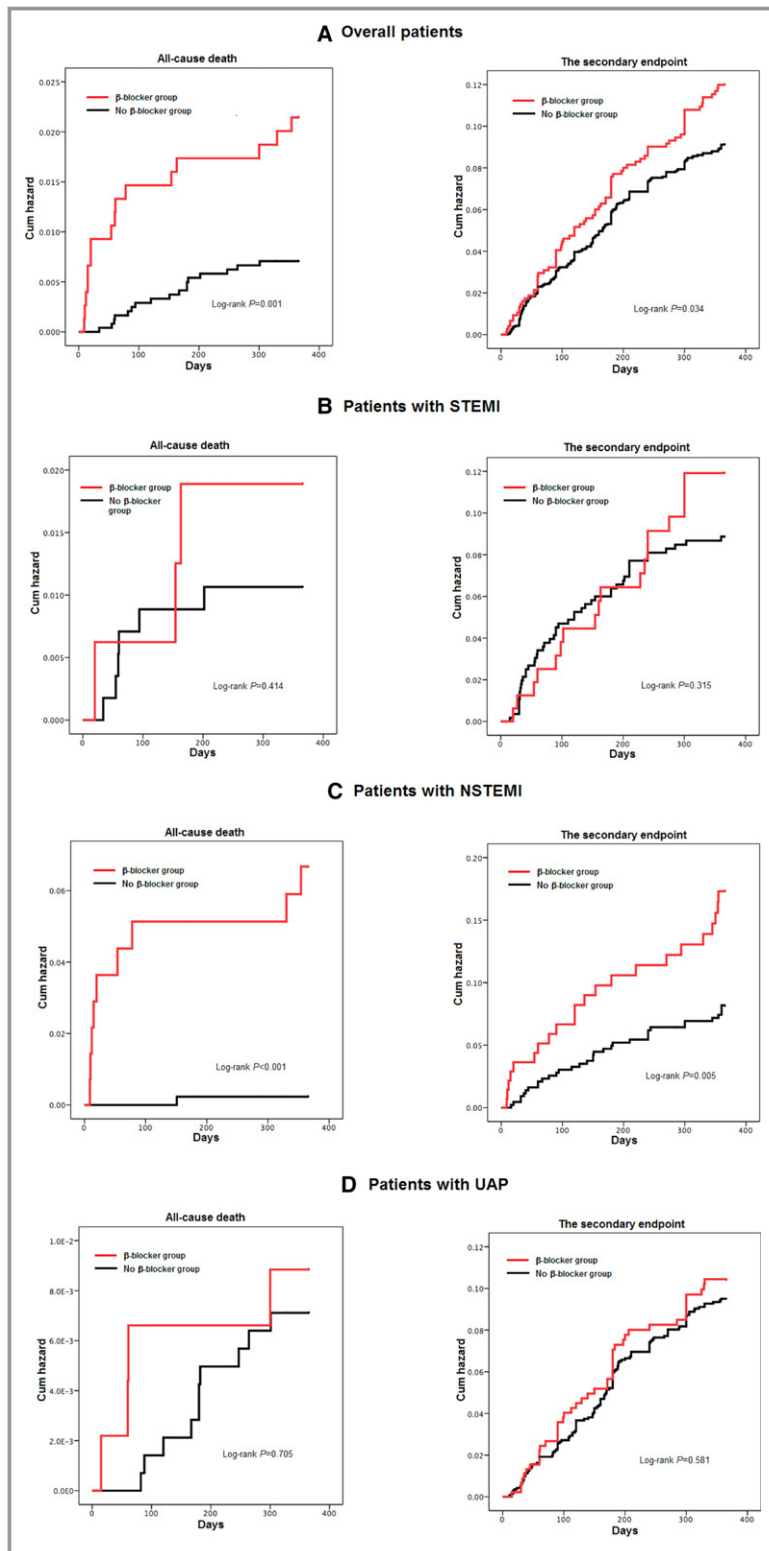 A Overall patients
All-cause death
β-blocker group
No β-blocker group
Cum hazard
0.025
0.020
0.015
0.010
0.005
0.000
Log-rank P=0.001
0 100 200 300 400
Days
The secondary endpoint
β-blocker group
No β-blocker group
Cum hazard
0.12
0.10
0.08
0.06
0.04
0.02
0.00
Log-rank P=0.034
0 100 200 300 400
Days
B Patients with STEMI
All-cause death
β-blocker group
No β-blocker
group
Cum hazard
0.020
0.015
0.010
0.005
0.000
Log-rank P=0.414
0 100 200 300 400
Days
The secondary endpoint
β-blocker group
No β-blocker group
Cum hazard
0.12
0.10
0.08
0.06
0.04
0.02
0.00
Log-rank P=0.315
0 100 200 300 400
Days
C Patients with NSTEMI
All-cause death
β-blocker group
No β-blocker group
Cum hazard
0.06
0.04
0.02
0.00
Log-rank P<0.001
0 100 200 300 400
Days
The secondary endpoint
β-blocker group
No β-blocker group
Cum hazard
0.20
0.15
0.10
0.05
0.00
Log-rank P=0.005
0 100 200 300 400
Days
D Patients with UAP
All-cause death
β-blocker group
No β-blocker group
Cum hazard
1.0E-2
8.0E-3
6.0E-3
4.0E-3
2.0E-3
0.0E0
Log-rank P=0.705
0 100 200 300 400
Days
The secondary endpoint
β-blocker group
No β-blocker group
Cum hazard
0.12
0.10
0.08
0.06
0.04
0.02
0.00
Log-rank P=0.581
0 100 200 300 400
Days